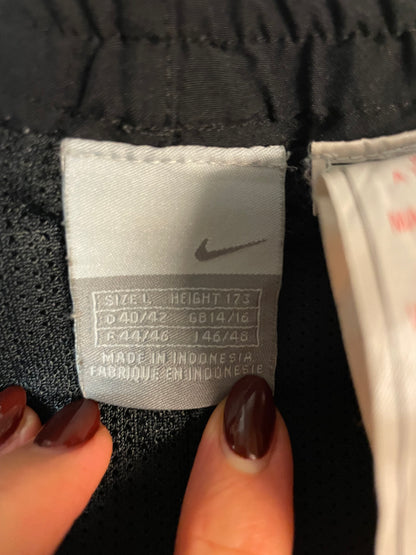 SIZE L HEIGHT 173
D 40/42 GB 14/16
F 44/46 I 46/48
MADE IN INDONESIA
FABRIQUE EN INDONESIE